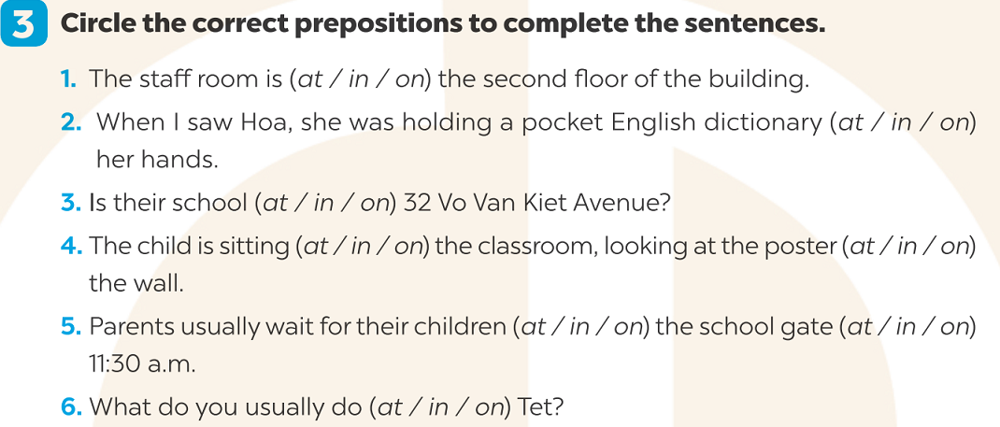 3 Circle the correct prepositions to complete the sentences.
1. The staff room is (at / in / on) the second floor of the building.
2. When I saw Hoa, she was holding a pocket English dictionary (at / in / on)
her hands.
3. Is their school (at / in / on) 32 Vo Van Kiet Avenue?
4. The child is sitting (at / in / on) the classroom, looking at the poster (at / in / on)
the wall.
5. Parents usually wait for their children (at / in / on) the school gate (at / in / on)
11:30 a.m.
6. What do you usually do (at / in / on) Tet?